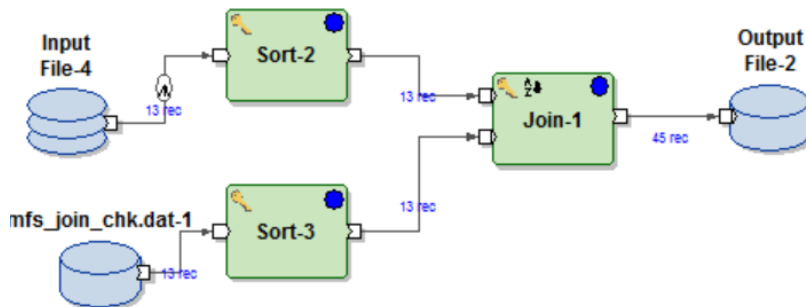 Input
File-4
13 rec
Sort-2
13 rec
A
Z
Join-1
45 rec
Output
File-2
mfs_join_chk.dat-1
13 rec
Sort-3
13 rec